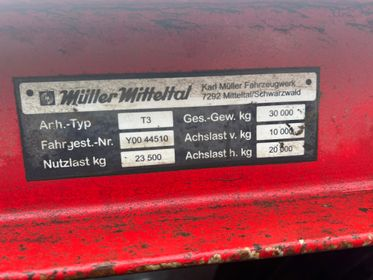 Müller Mitteltal
Karl Müller Fahrzeugwerk
7292 Mitteltal/Schwarzwald
Anh.-Typ T3 Ges.-Gew. kg 30 000
Fahrgest.-Nr. Y00 44510 Achslast v. kg 10 000
Nutzlast kg 23 500 Achslast h. kg 20 000